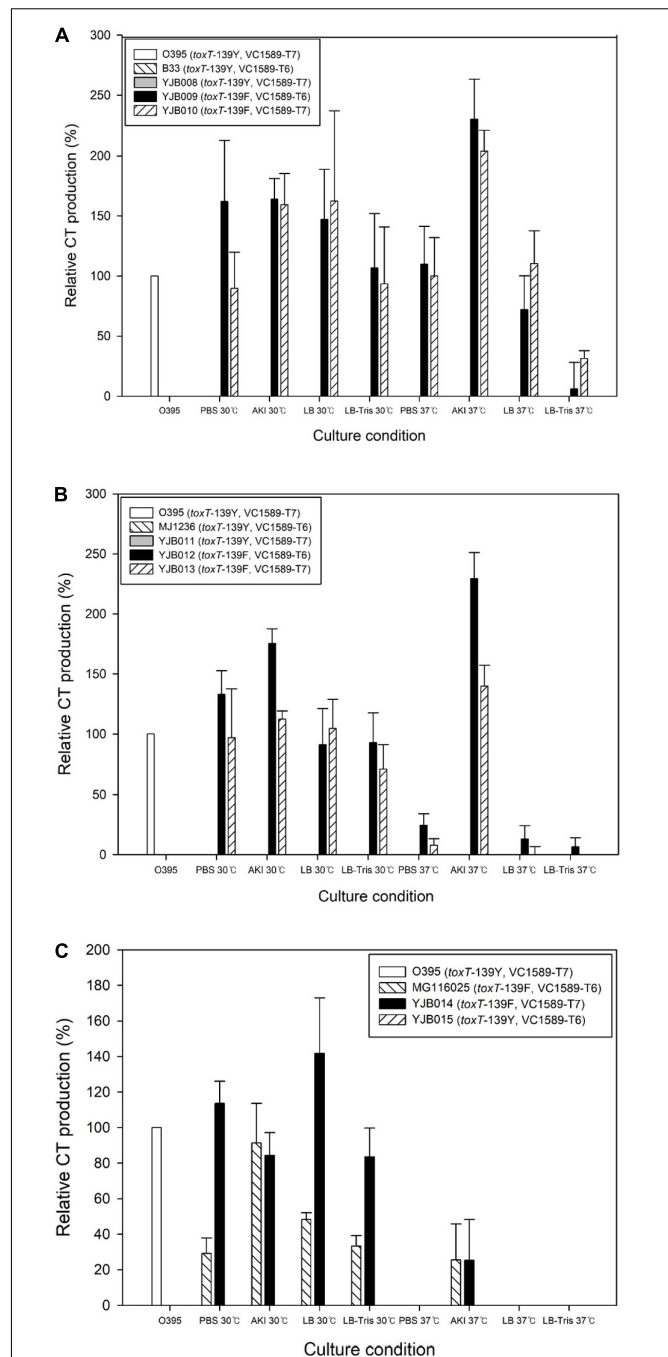 A
300
250
200
150
100
50
0
Relative CT production (%)
O395 (toxT-139Y, VC1589-T7)
B33 (toxT-139Y, VC1589-T6)
YJB008 (toxT-139Y, VC1589-T7)
YJB009 (toxT-139F, VC1589-T6)
YJB010 (toxT-139F, VC1589-T7)
O395 PBS 30℃ AKI 30℃ LB 30℃ LB-Tris 30℃ PBS 37℃ AKI 37℃ LB 37℃ LB-Tris 37℃
Culture condition
B
300
250
200
150
100
50
0
Relative CT production (%)
O395 (toxT-139Y, VC1589-T7)
MJ1236 (toxT-139Y, VC1589-T6)
YJB011 (toxT-139Y, VC1589-T7)
YJB012 (toxT-139F, VC1589-T6)
YJB013 (toxT-139F, VC1589-T7)
O395 PBS 30℃ AKI 30℃ LB 30℃ LB-Tris 30℃ PBS 37℃ AKI 37℃ LB 37℃ LB-Tris 37℃
Culture condition
C
200
180
160
140
120
100
80
60
40
20
0
Relative CT production (%)
O395 (toxT-139Y, VC1589-T7)
MG116025 (toxT-139F, VC1589-T6)
YJB014 (toxT-139F, VC1589-T7)
YJB015 (toxT-139Y, VC1589-T6)
O395 PBS 30℃ AKI 30℃ LB 30℃ LB-Tris 30℃ PBS 37℃ AKI 37℃ LB 37℃ LB-Tris 37℃
Culture condition